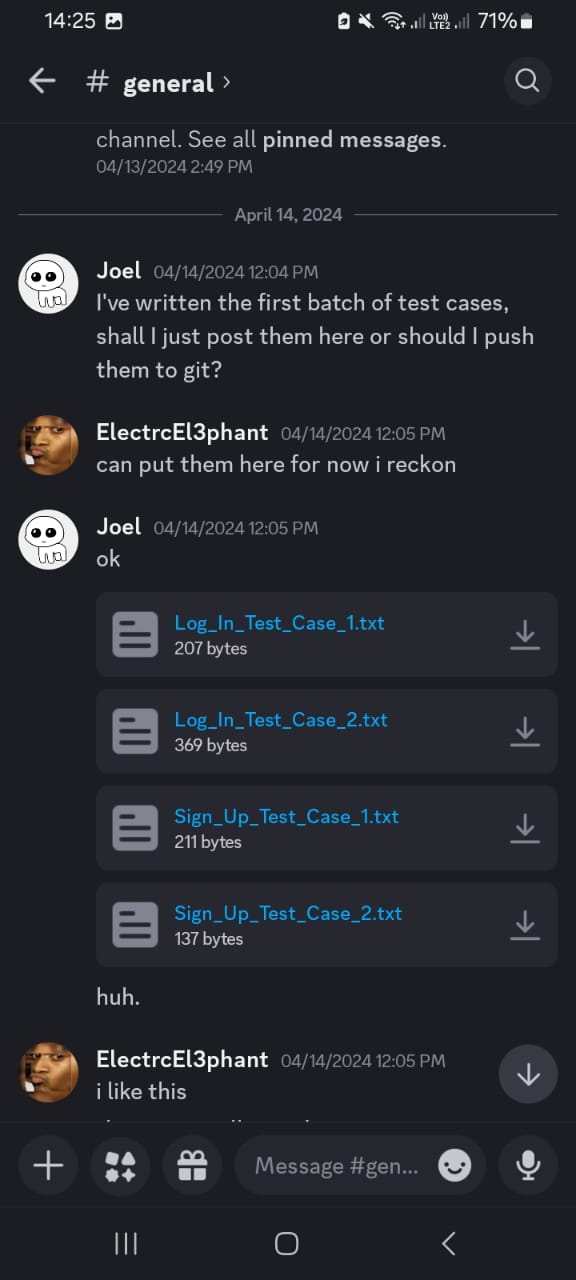 14:25 Vo)) LTE2 71%
# general
channel. See all pinned messages.
04/13/2024 2:49 PM
April 14, 2024
Joel 04/14/2024 12:04 PM
I've written the first batch of test cases,
shall I just post them here or should I push
them to git?
ElectrcEl3phant 04/14/2024 12:05 PM
can put them here for now i reckon
Joel 04/14/2024 12:05 PM
ok
Log_In_Test_Case_1.txt
207 bytes
Log_In_Test_Case_2.txt
369 bytes
Sign_Up_Test_Case_1.txt
211 bytes
Sign_Up_Test_Case_2.txt
137 bytes
huh.
ElectrcEl3phant 04/14/2024 12:05 PM
i like this
Message #gen...